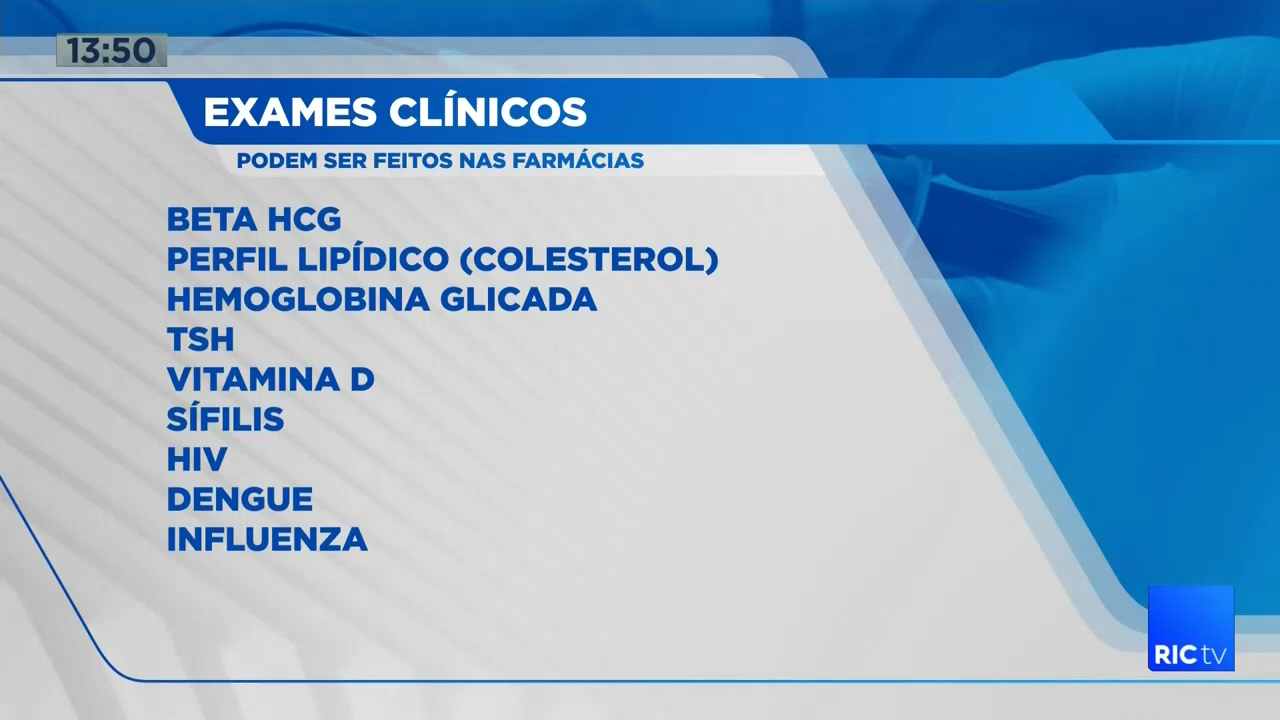 13:50
EXAMES CLÍNICOS
PODEM SER FEITOS NAS FARMÁCIAS
BETA HCG
PERFIL LIPÍDICO (COLESTEROL)
HEMOGLOBINA GLICADA
TSH
VITAMINA D
SÍFILIS
HIV
DENGUE
INFLUENZA
RIC tv